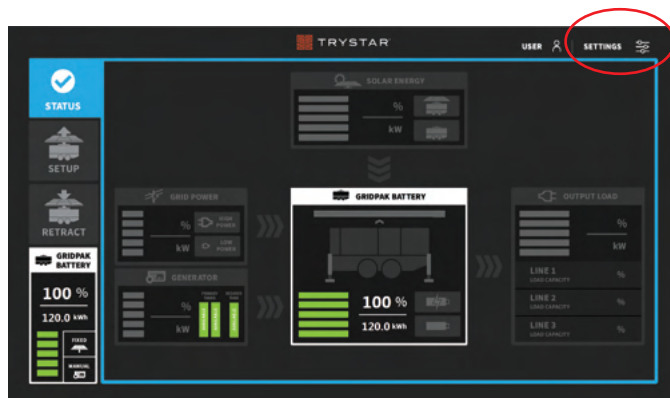 TRYSTAR
USER
SETTINGS
STATUS
SETUP
RETRACT
GRIDPAK
BATTERY
100 %
120.0 kWh
FIXED
MANUAL
SOLAR ENERGY
%
kW
GRID POWER
%
kW
HIGH
POWER
LOW
POWER
GENERATOR
%
kW
GRIDPAK BATTERY
100 %
120.0 kWh
OUTPUT LOAD
%
kW
LINE 1
LOAD CAPACITY
%
LINE 2
LOAD CAPACITY
%
LINE 3
LOAD CAPACITY
%